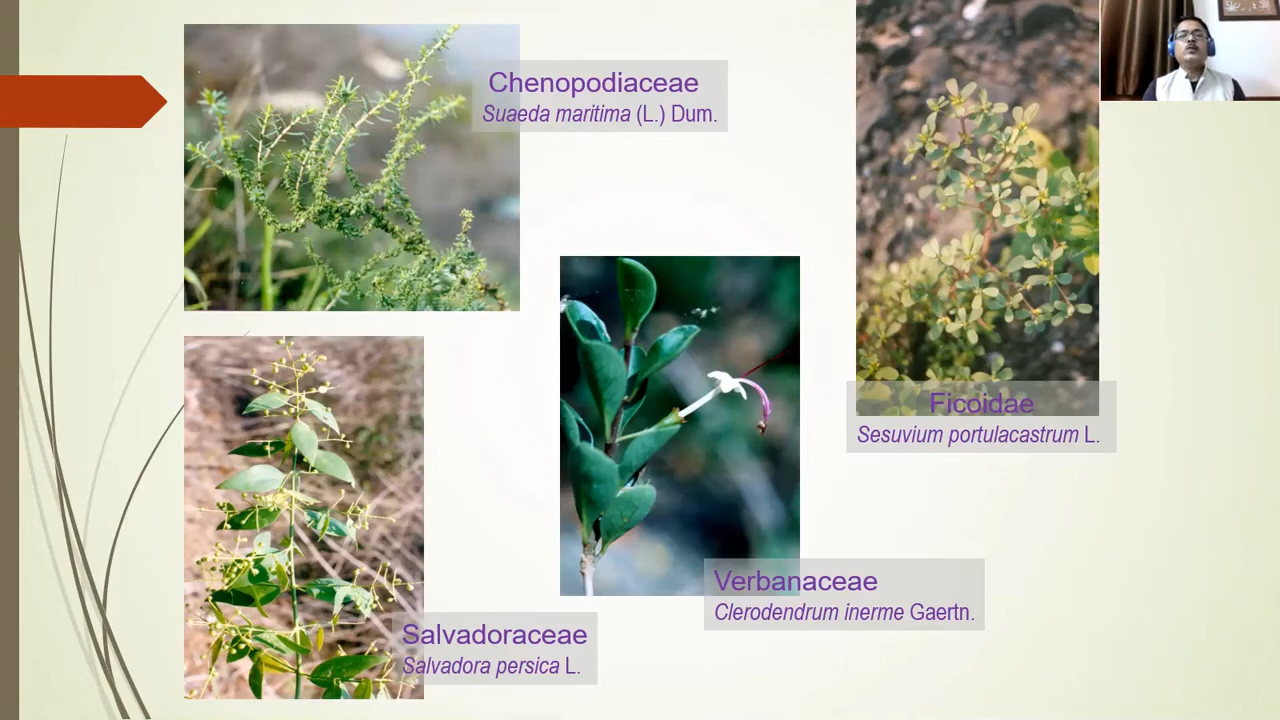 Chenopodiaceae
Suaeda maritima (L.) Dum.
Ficoidae
Sesuvium portulacastrum L.
Verbanaceae
Clerodendrum inerme Gaertn.
Salvadoraceae
Salvadora persica L.